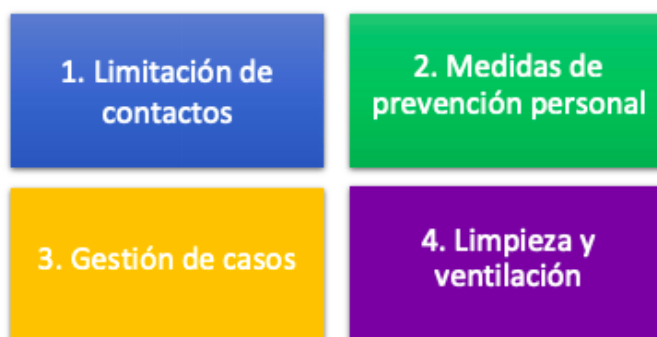 1. Limitación de
contactos
2. Medidas de
prevención personal
3. Gestión de casos
4. Limpieza y
ventilación